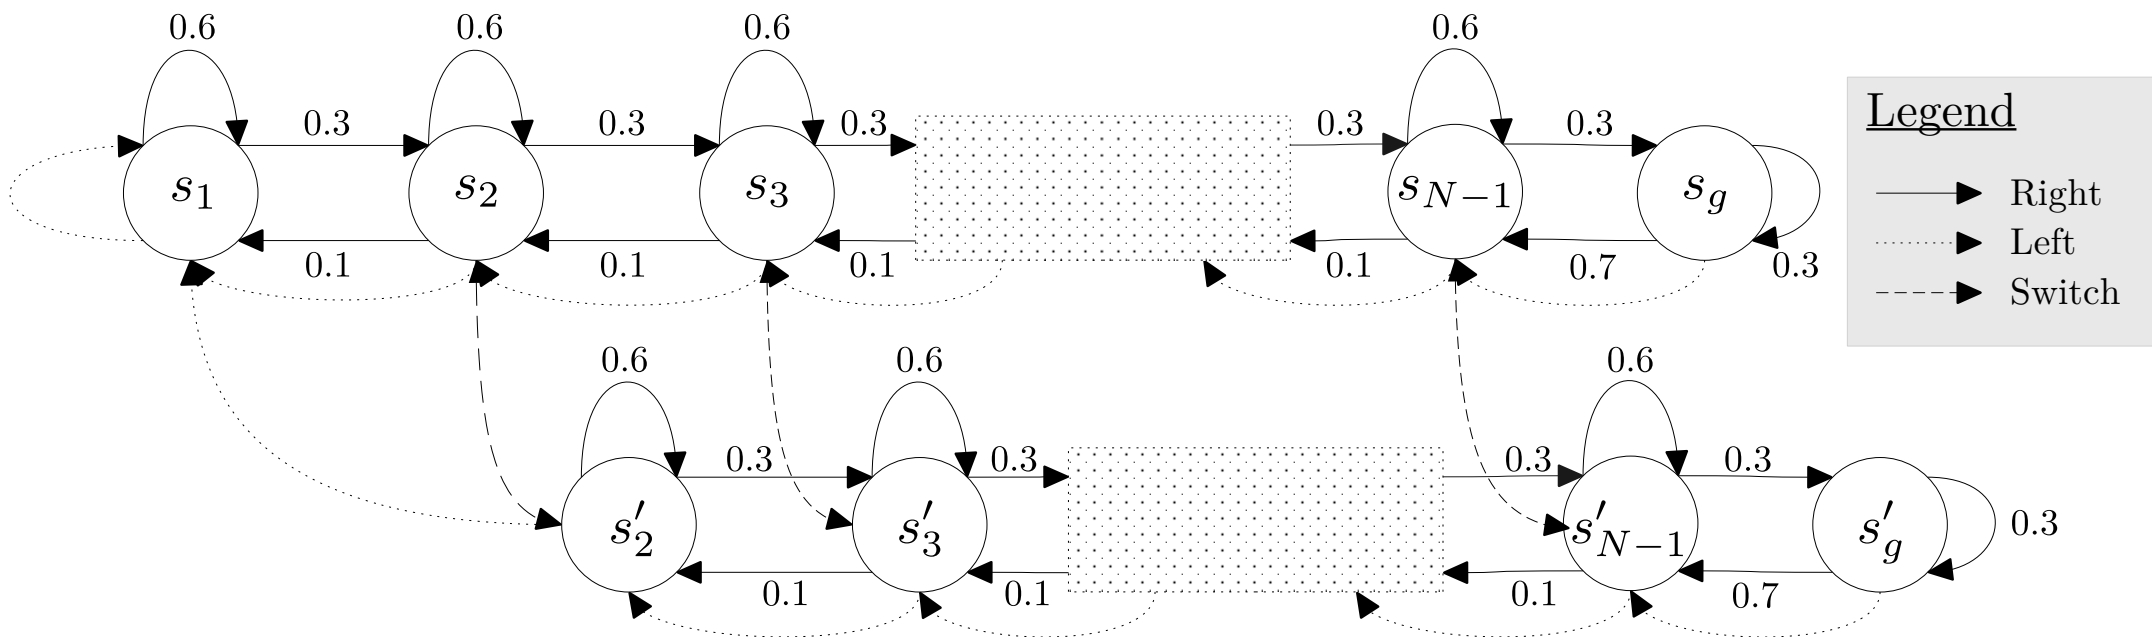 0.6 0.6 0.6 0.6
0.3 0.3 0.3 0.3 0.3
s₁ s₂ s₃ s_{N−1} s_g
0.1 0.1 0.1 0.1 0.7 0.3
Legend
Right
Left
Switch
0.6 0.6 0.6
0.3 0.3 0.3 0.3
s′₂ s′₃ s′_{N−1} s′_g 0.3
0.1 0.1 0.1 0.7